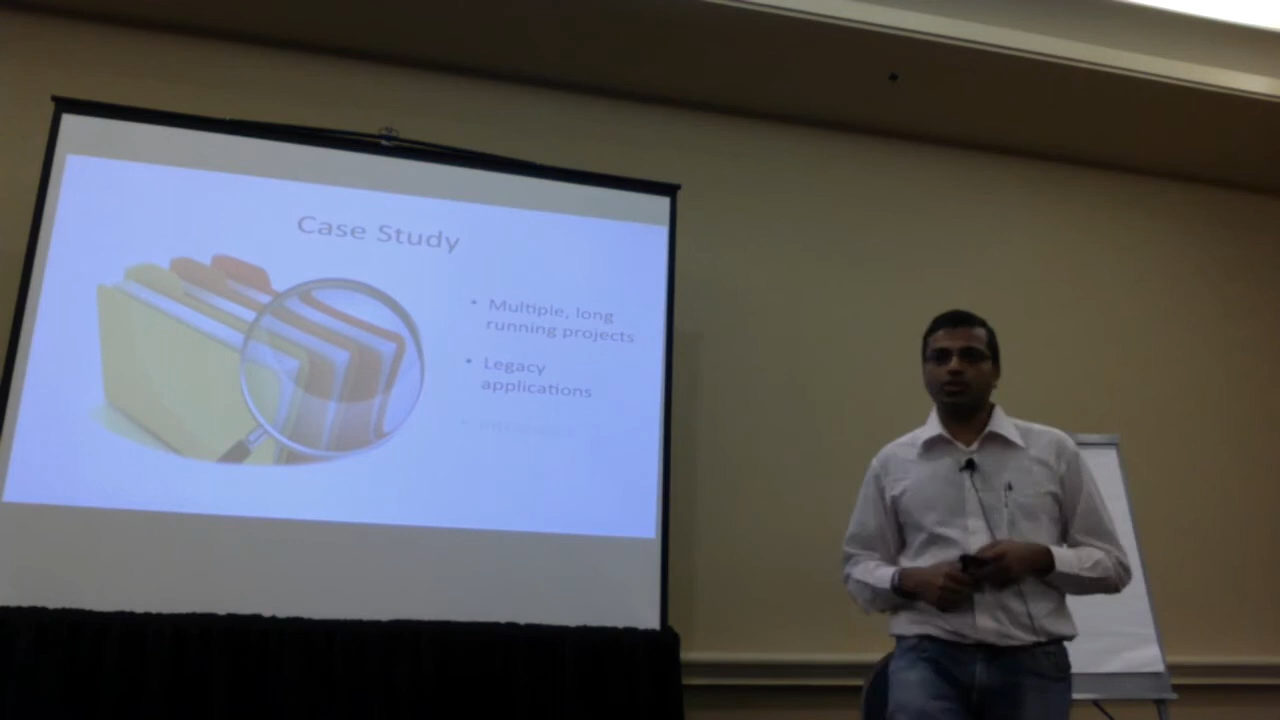 Case Study
• Multiple, long
running projects
• Legacy
applications